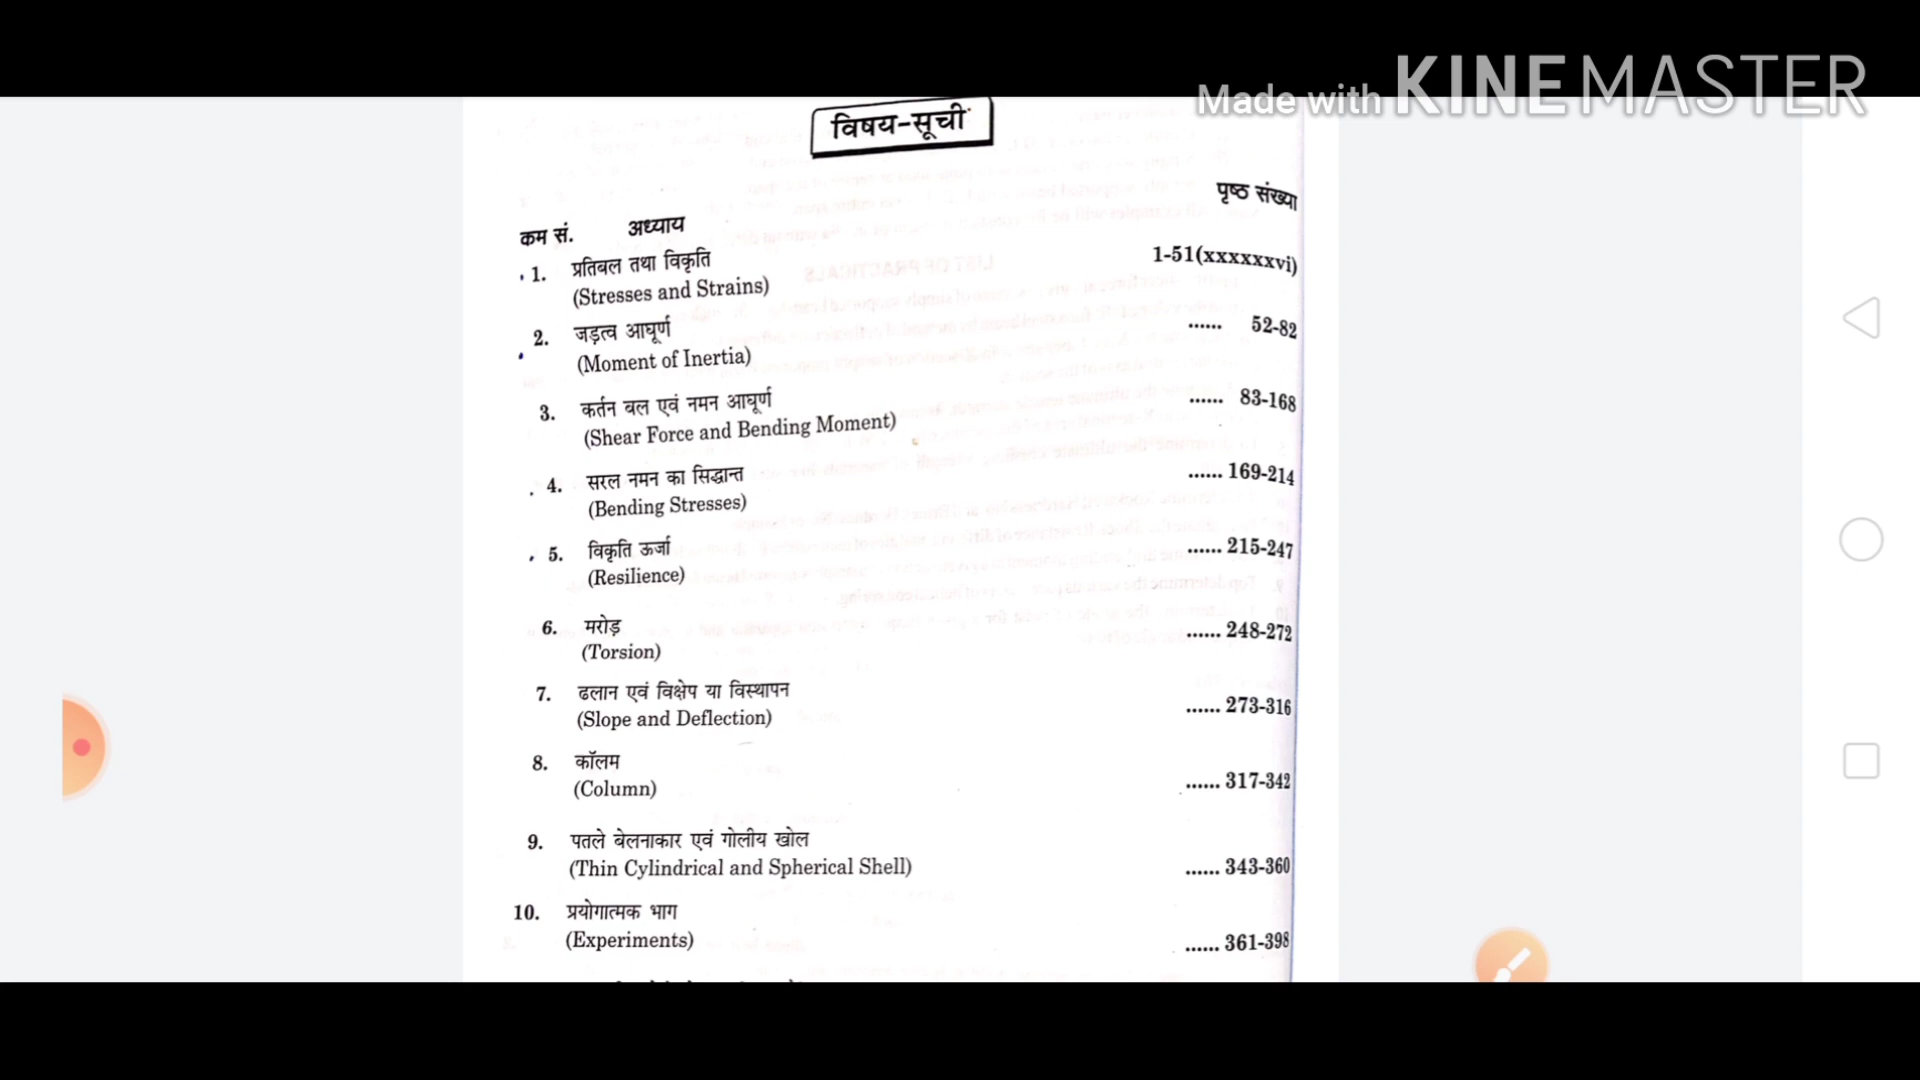 Made with KINEMASTER
विषय-सूची
पृष्ठ संख्या
कम सं. अध्याय
1. प्रतिबल तथा विकृति 1-51(xxxxxxvi)
(Stresses and Strains)
2. जड़त्व आघूर्ण ...... 52-82
(Moment of Inertia)
3. कर्तन बल एवं नमन आघूर्ण ...... 83-168
(Shear Force and Bending Moment)
4. सरल नमन का सिद्धान्त ...... 169-214
(Bending Stresses)
5. विकृति ऊर्जा ...... 215-247
(Resilience)
6. मरोड़ ...... 248-272
(Torsion)
7. ढलान एवं विक्षेप या विस्थापन ...... 273-316
(Slope and Deflection)
8. कॉलम ...... 317-342
(Column)
9. पतले बेलनाकार एवं गोलीय खोल ...... 343-360
(Thin Cylindrical and Spherical Shell)
10. प्रयोगात्मक भाग ...... 361-398
(Experiments)